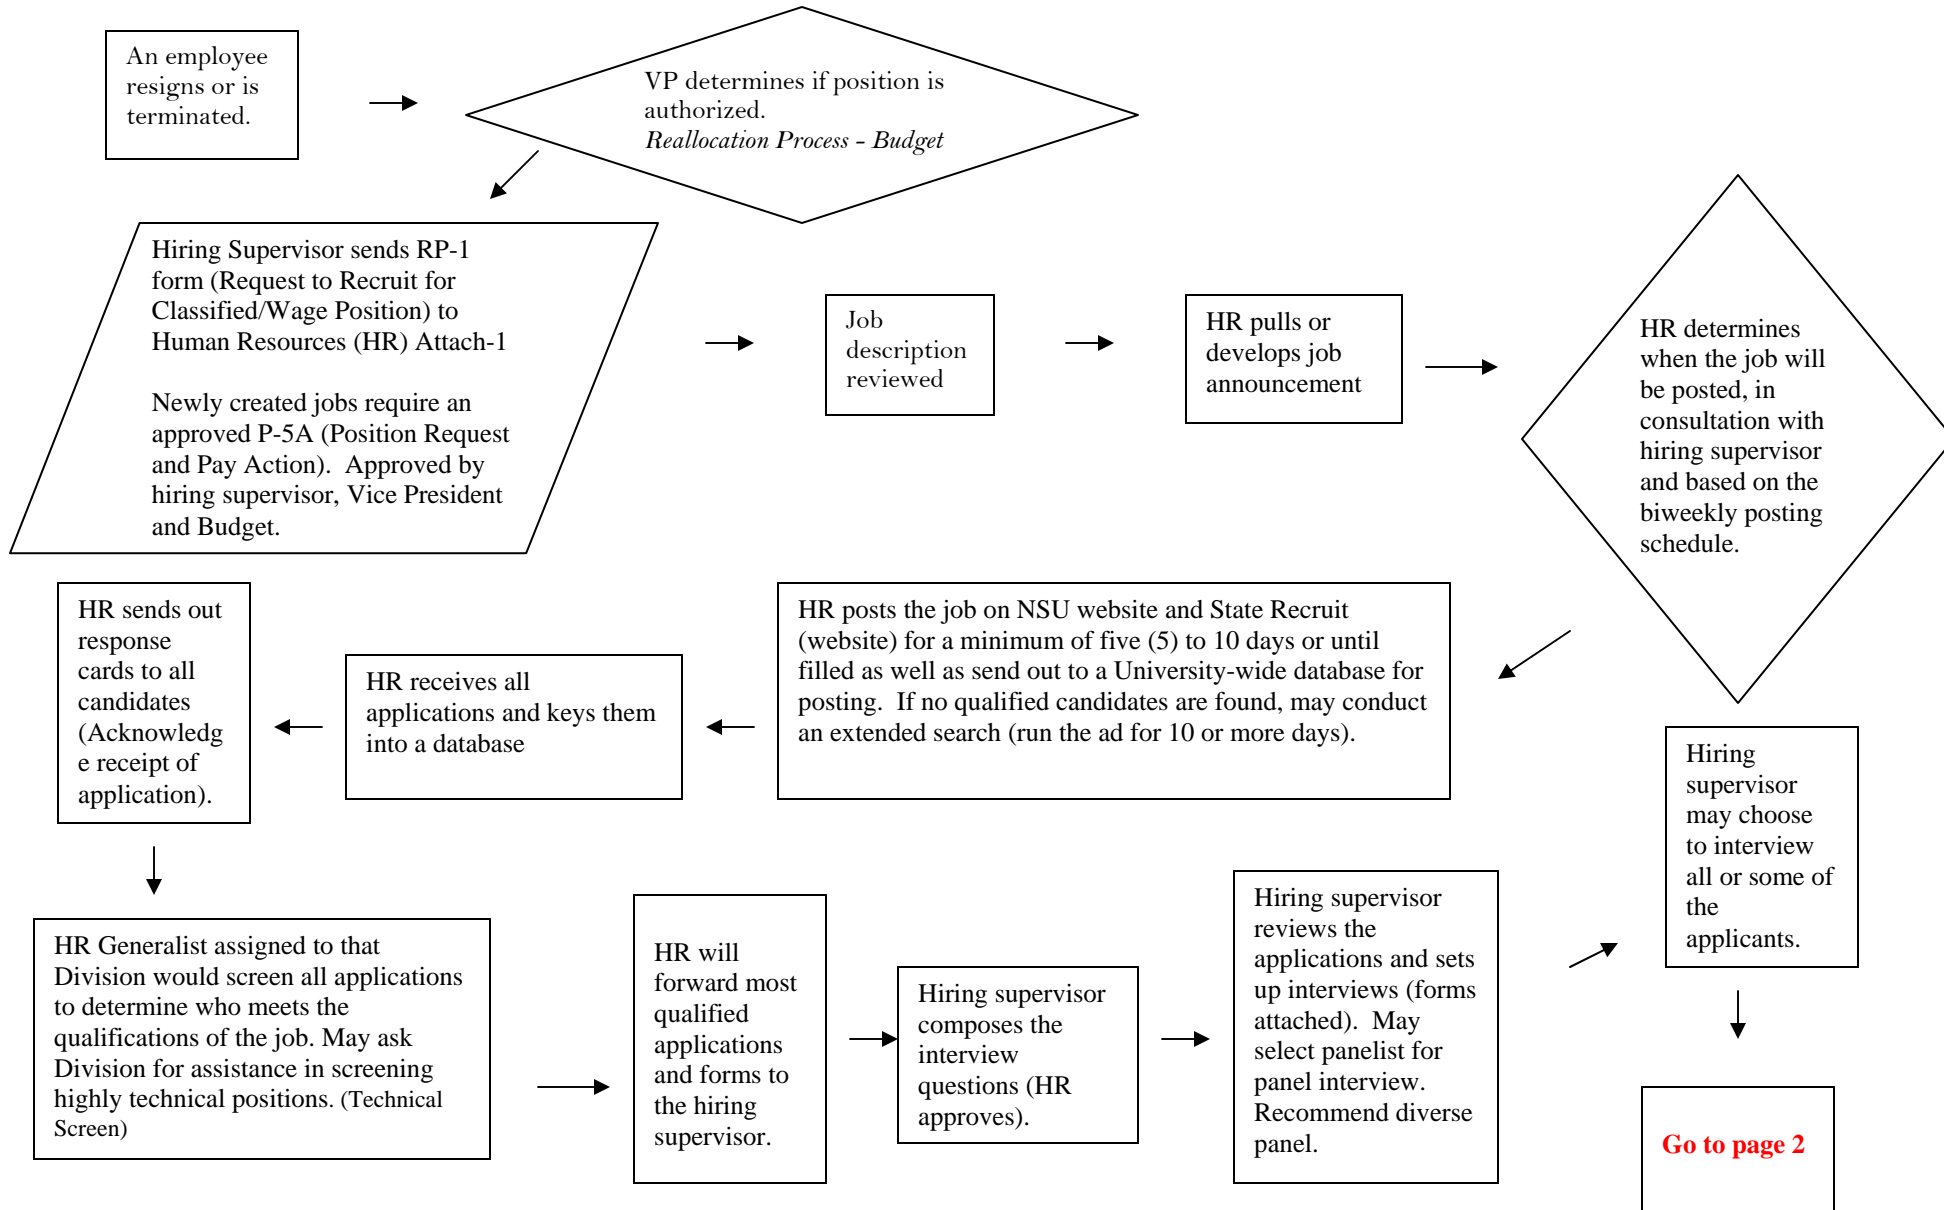 An employee
resigns or is
terminated.
VP determines if position is
authorized.
Reallocation Process – Budget
Hiring Supervisor sends RP-1
form (Request to Recruit for
Classified/Wage Position) to
Human Resources (HR) Attach-1
Newly created jobs require an
approved P-5A (Position Request
and Pay Action).  Approved by
hiring supervisor, Vice President
and Budget.
Job
description
reviewed
HR pulls or
develops job
announcement
HR determines
when the job will
be posted, in
consultation with
hiring supervisor
and based on the
biweekly posting
schedule.
HR posts the job on NSU website and State Recruit
(website) for a minimum of five (5) to 10 days or until
filled as well as send out to a University-wide database for
posting.  If no qualified candidates are found, may conduct
an extended search (run the ad for 10 or more days).
HR receives all
applications and keys them
into a database
HR sends out
response
cards to all
candidates
(Acknowledg
e receipt of
application).
HR Generalist assigned to that
Division would screen all applications
to determine who meets the
qualifications of the job. May ask
Division for assistance in screening
highly technical positions. (Technical
Screen)
HR will
forward most
qualified
applications
and forms to
the hiring
supervisor.
Hiring supervisor
composes the
interview
questions (HR
approves).
Hiring supervisor
reviews the
applications and sets
up interviews (forms
attached).  May
select panelist for
panel interview.
Recommend diverse
panel.
Hiring
supervisor
may choose
to interview
all or some of
the
applicants.
Go to page 2